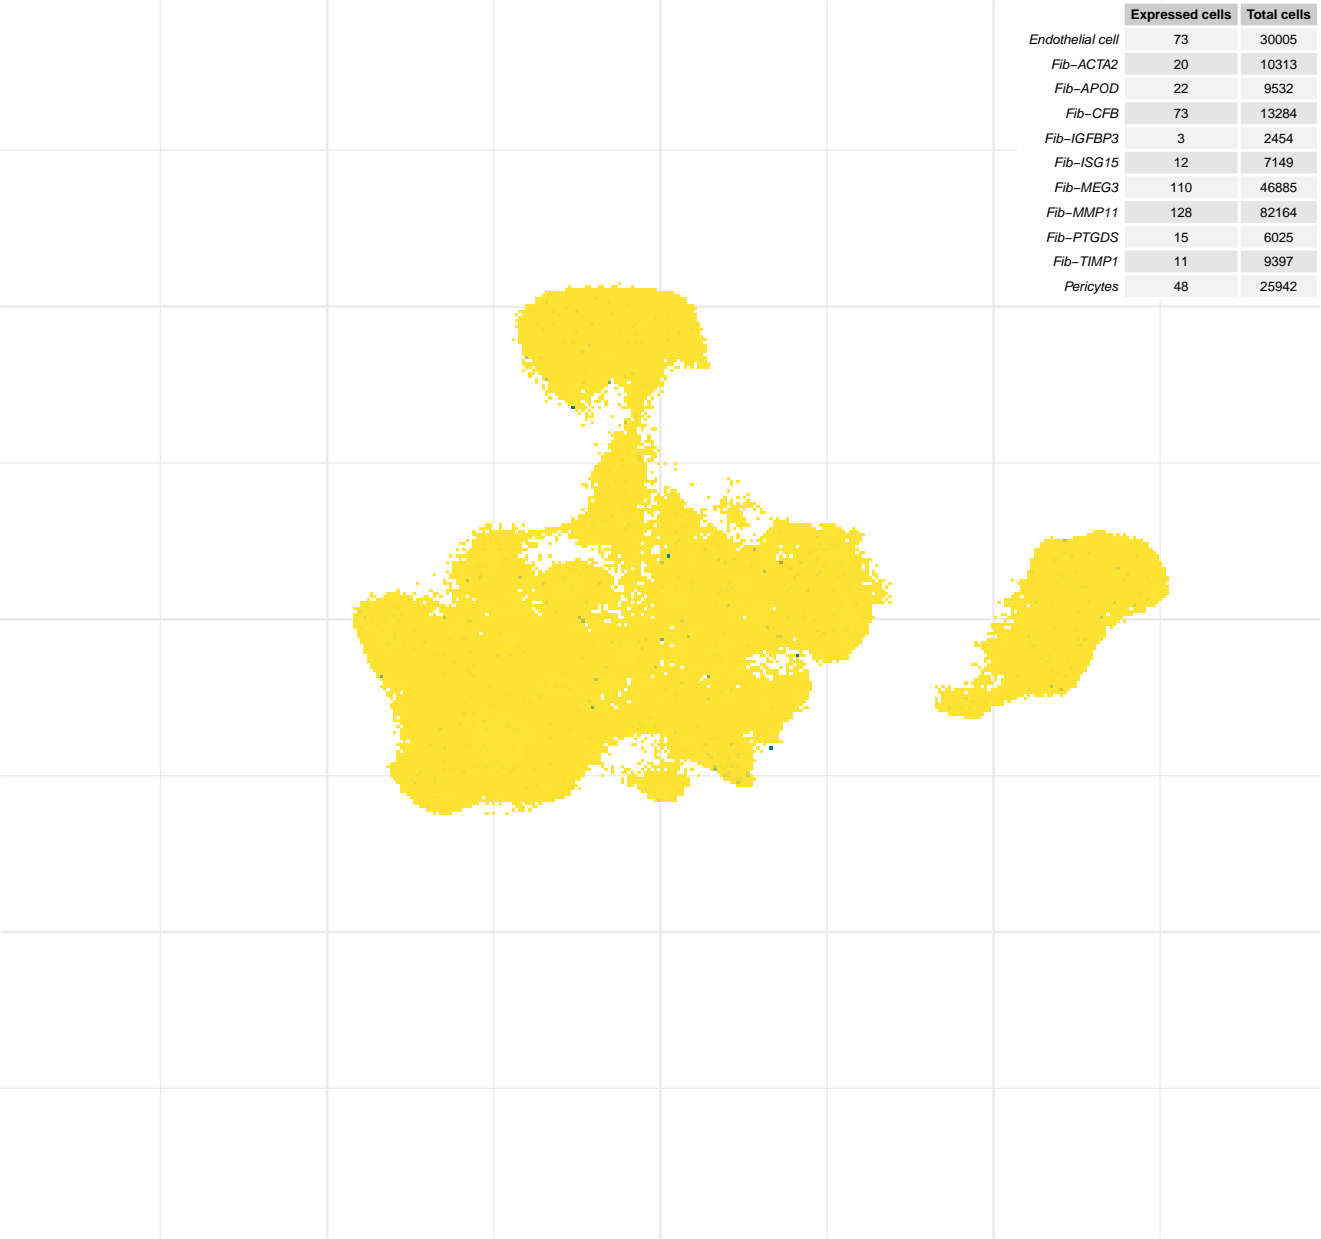 Expressed cells Total cells
Endothelial cell 73 30005
Fib−ACTA2 20 10313
Fib−APOD 22 9532
Fib−CFB 73 13284
Fib−IGFBP3 3 2454
Fib−ISG15 12 7149
Fib−MEG3 110 46885
Fib−MMP11 128 82164
Fib−PTGDS 15 6025
Fib−TIMP1 11 9397
Pericytes 48 25942